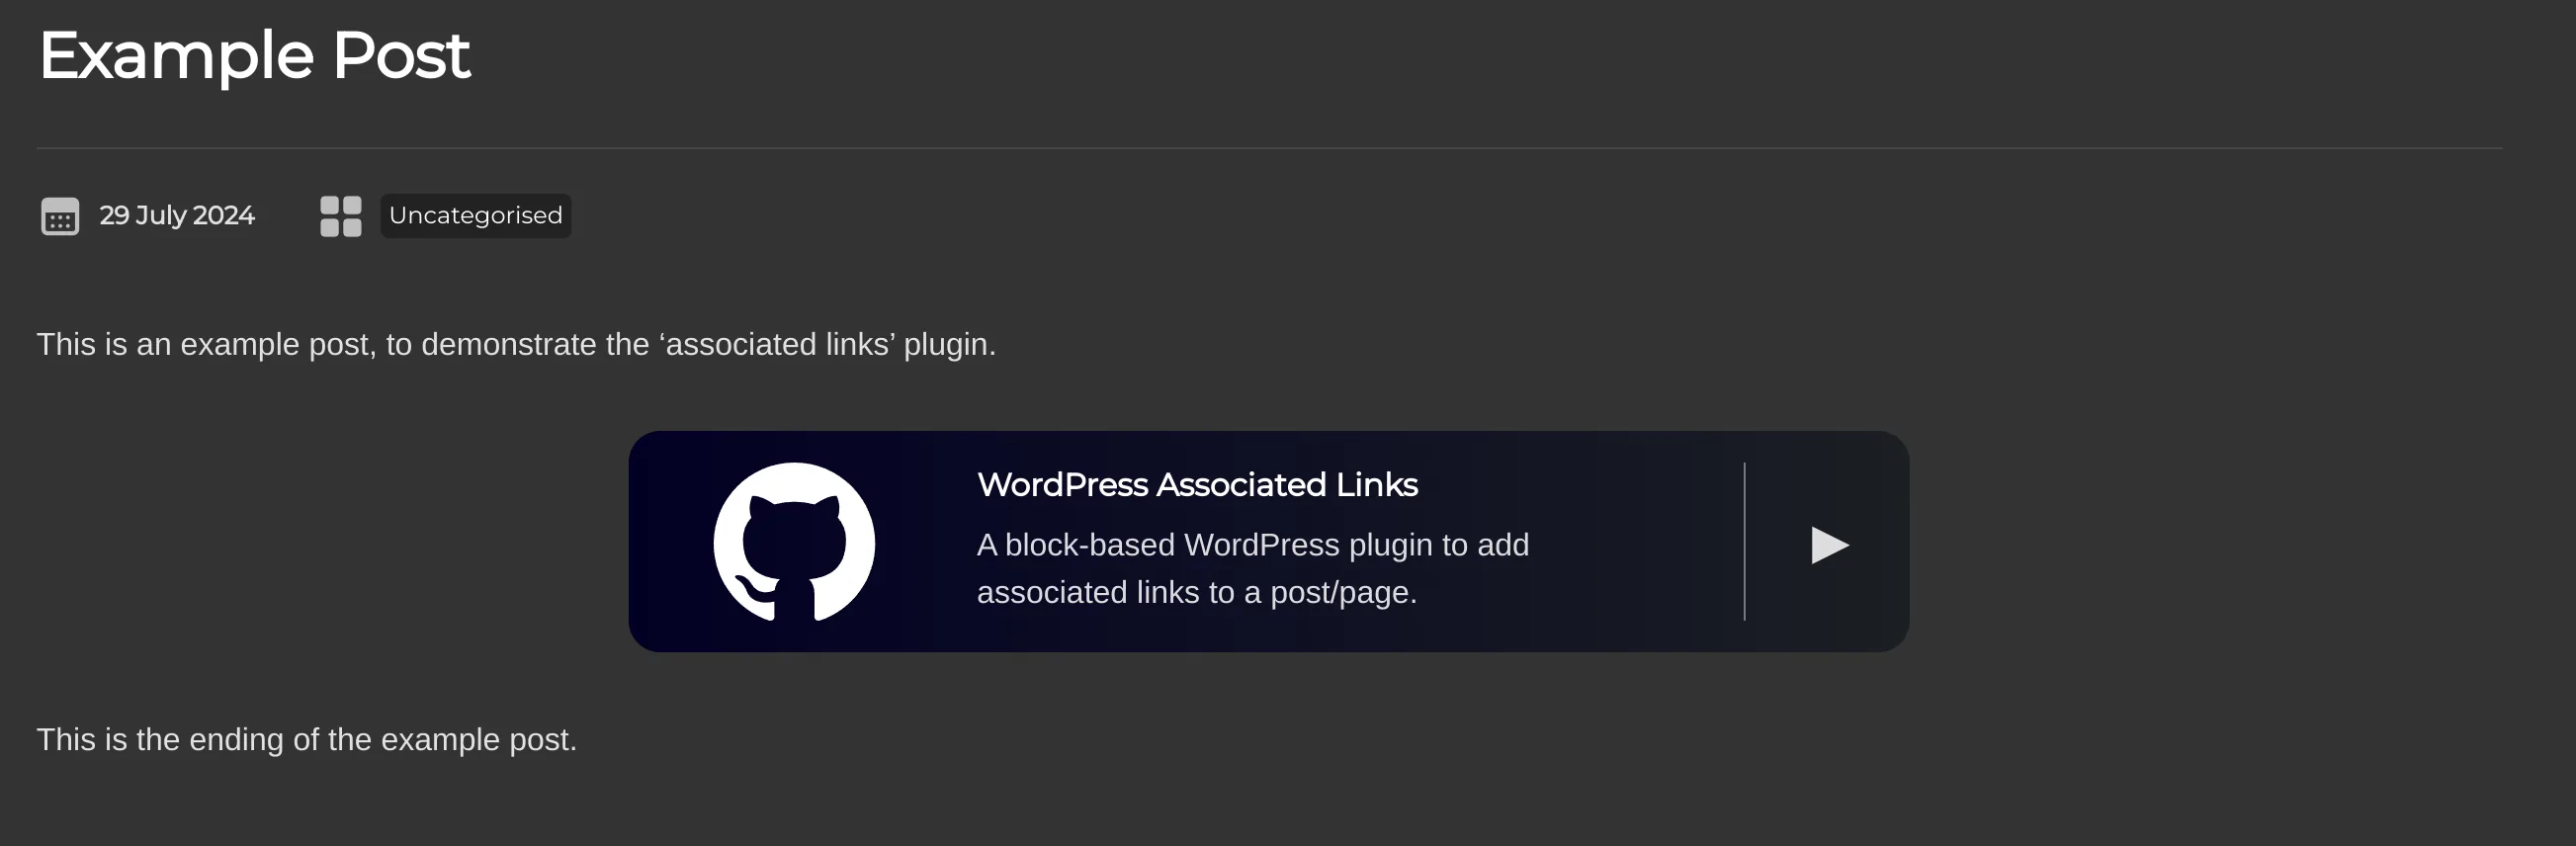 Example Post
29 July 2024 Uncategorised
This is an example post, to demonstrate the ‘associated links’ plugin.
WordPress Associated Links
A block-based WordPress plugin to add
associated links to a post/page.
This is the ending of the example post.